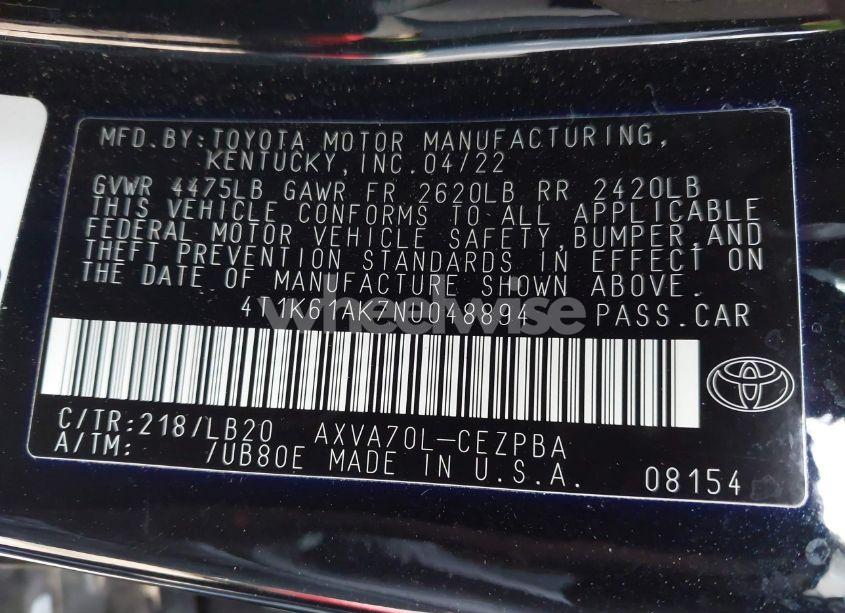 MFD.BY:TOYOTA MOTOR MANUFACTURING,
KENTUCKY,INC.04/22
GVWR 4475LB GAWR FR 2620LB RR 2420LB
THIS VEHICLE CONFORMS TO ALL APPLICABLE
FEDERAL MOTOR VEHICLE SAFETY,BUMPER,AND
THEFT PREVENTION STANDARDS IN EFFECT ON
THE DATE OF MANUFACTURE SHOWN ABOVE.
4T1K61AK7NU048894 PASS.CAR
wheelwise
C/TR:218/LB20 AXVA70L-CEZPBA
A/TM: /UB80E MADE IN U.S.A. 08154